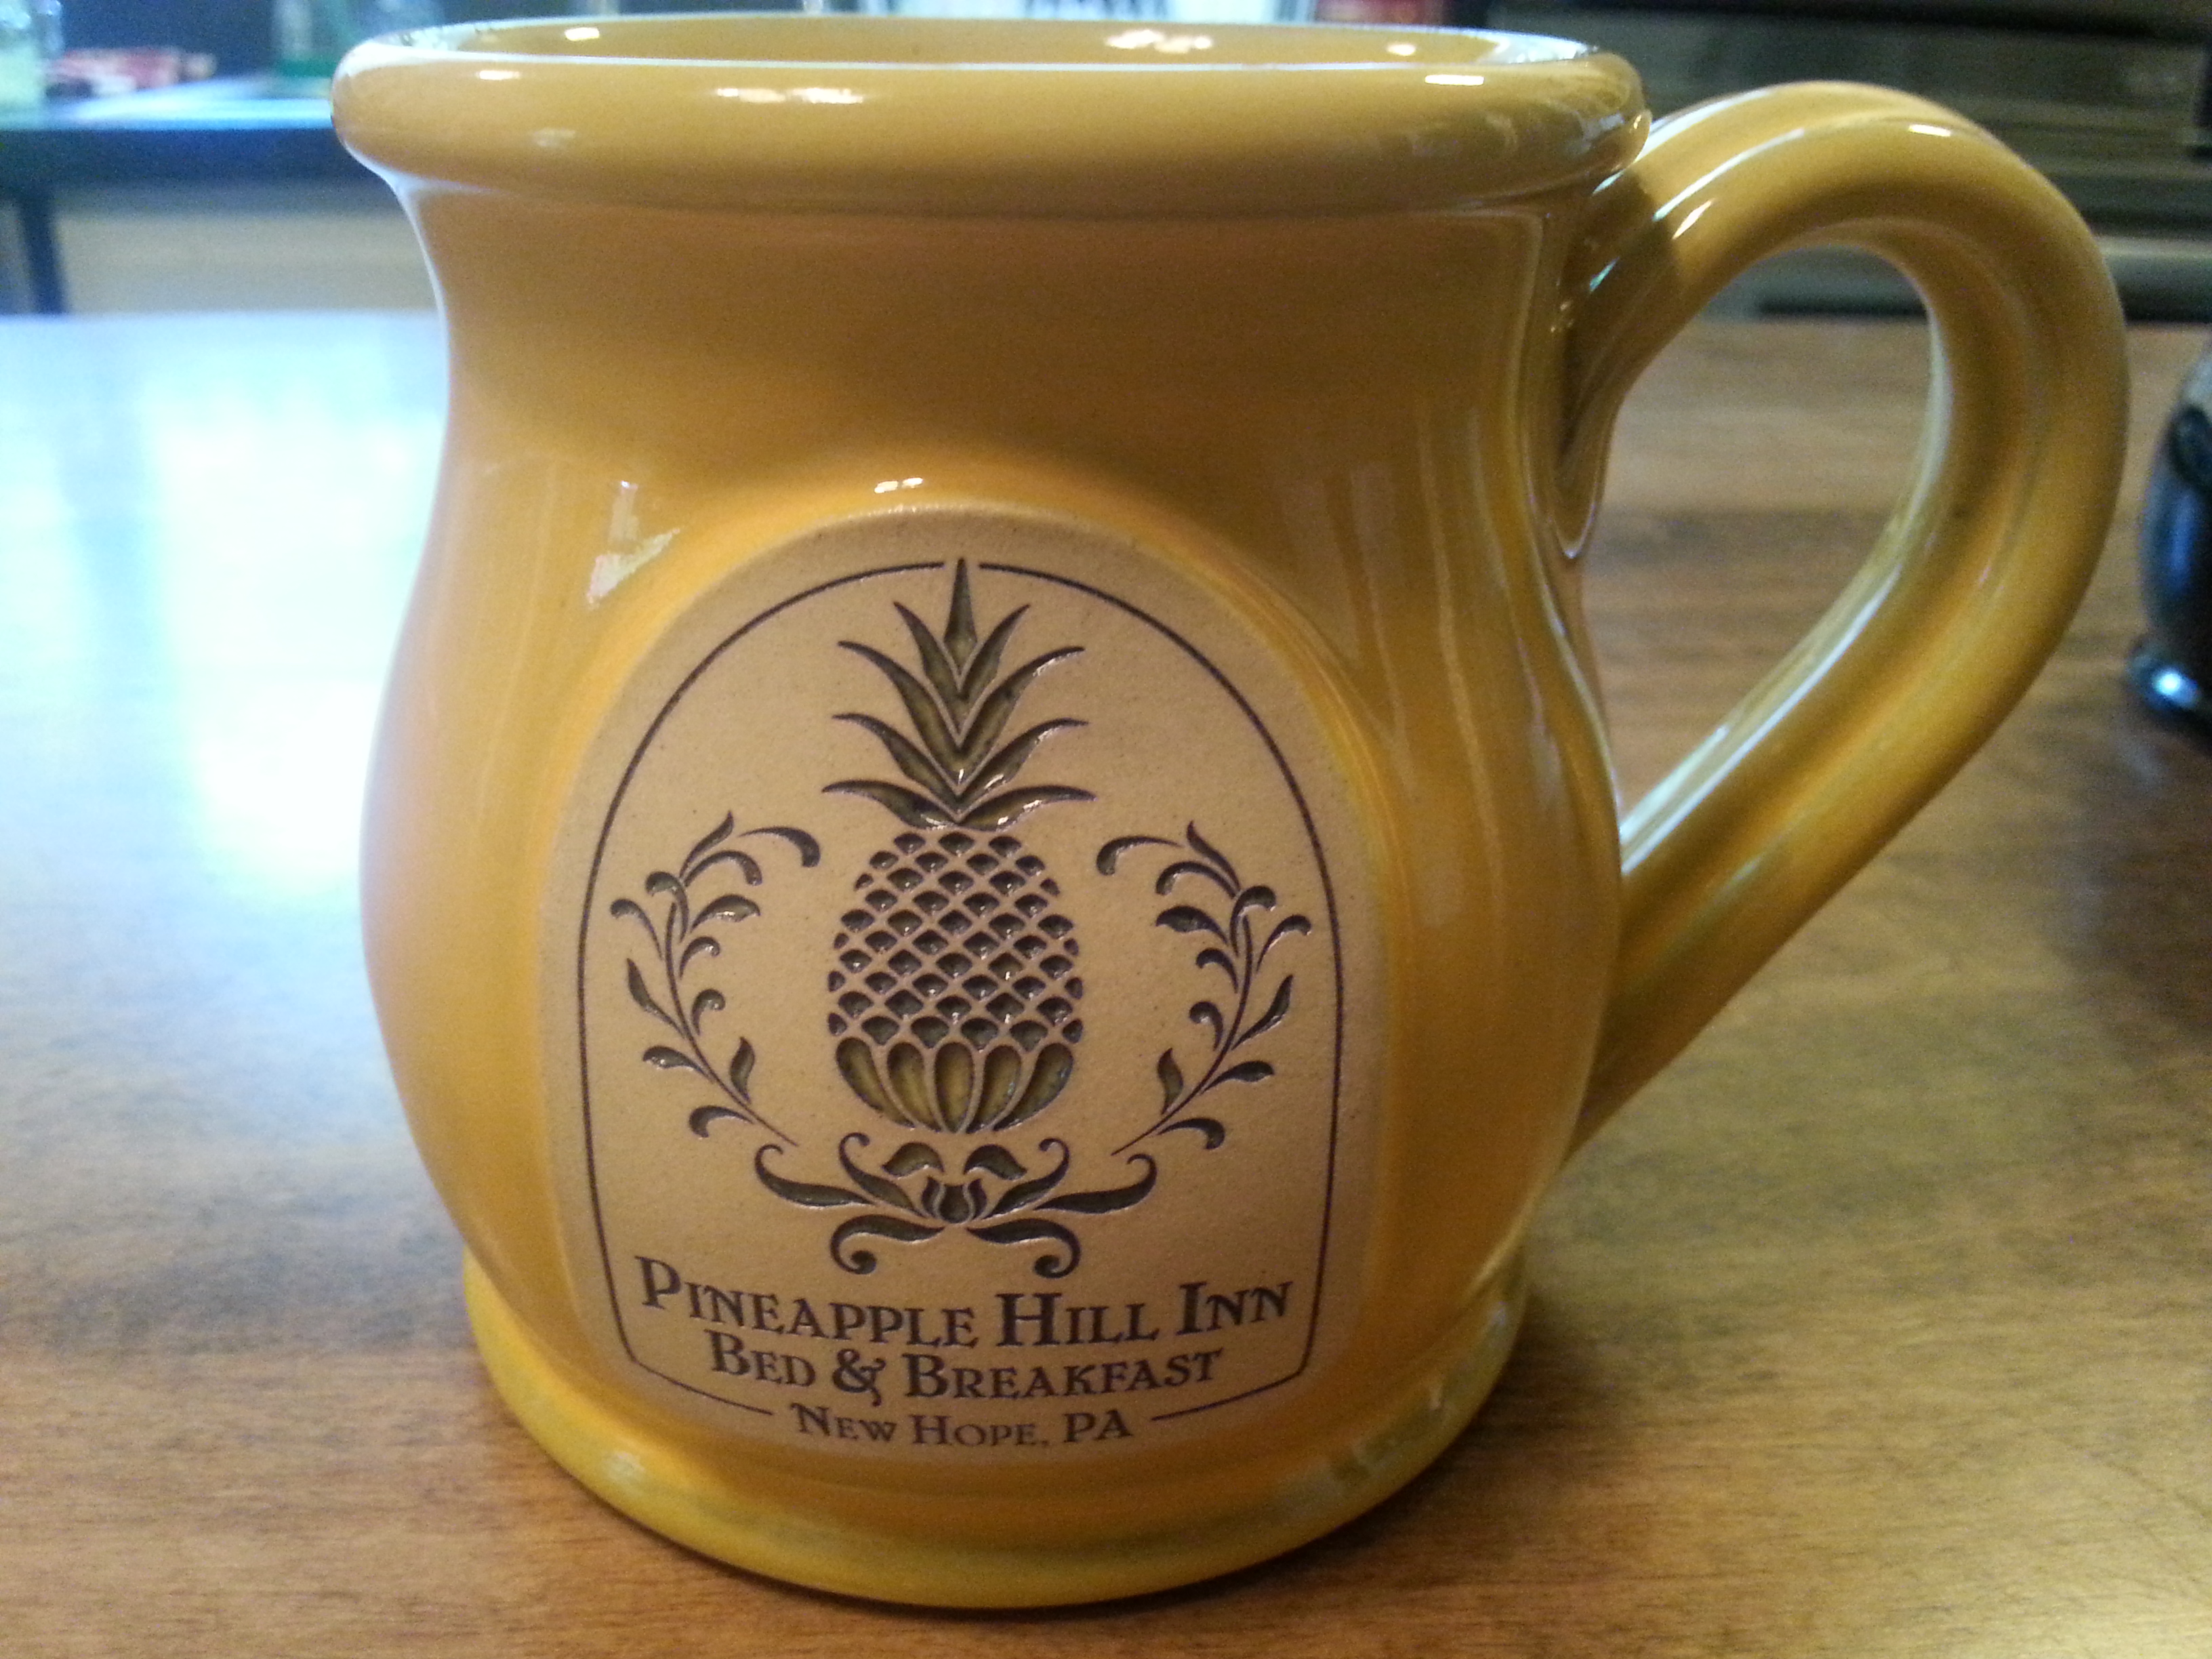 Pineapple Hill Inn
Bed & Breakfast
New Hope, PA